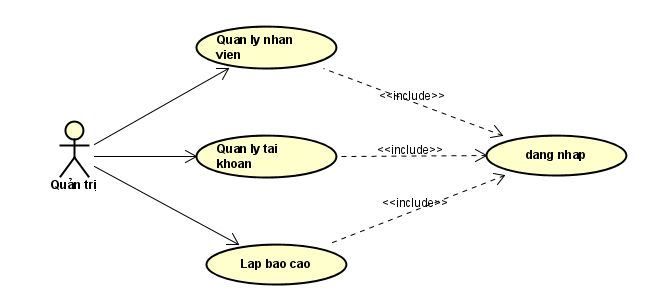 Quan ly nhan
vien
<<include>>
Quan ly tai
khoan
<<include>>
dang nhap
Quản trị
<<include>>
Lap bao cao